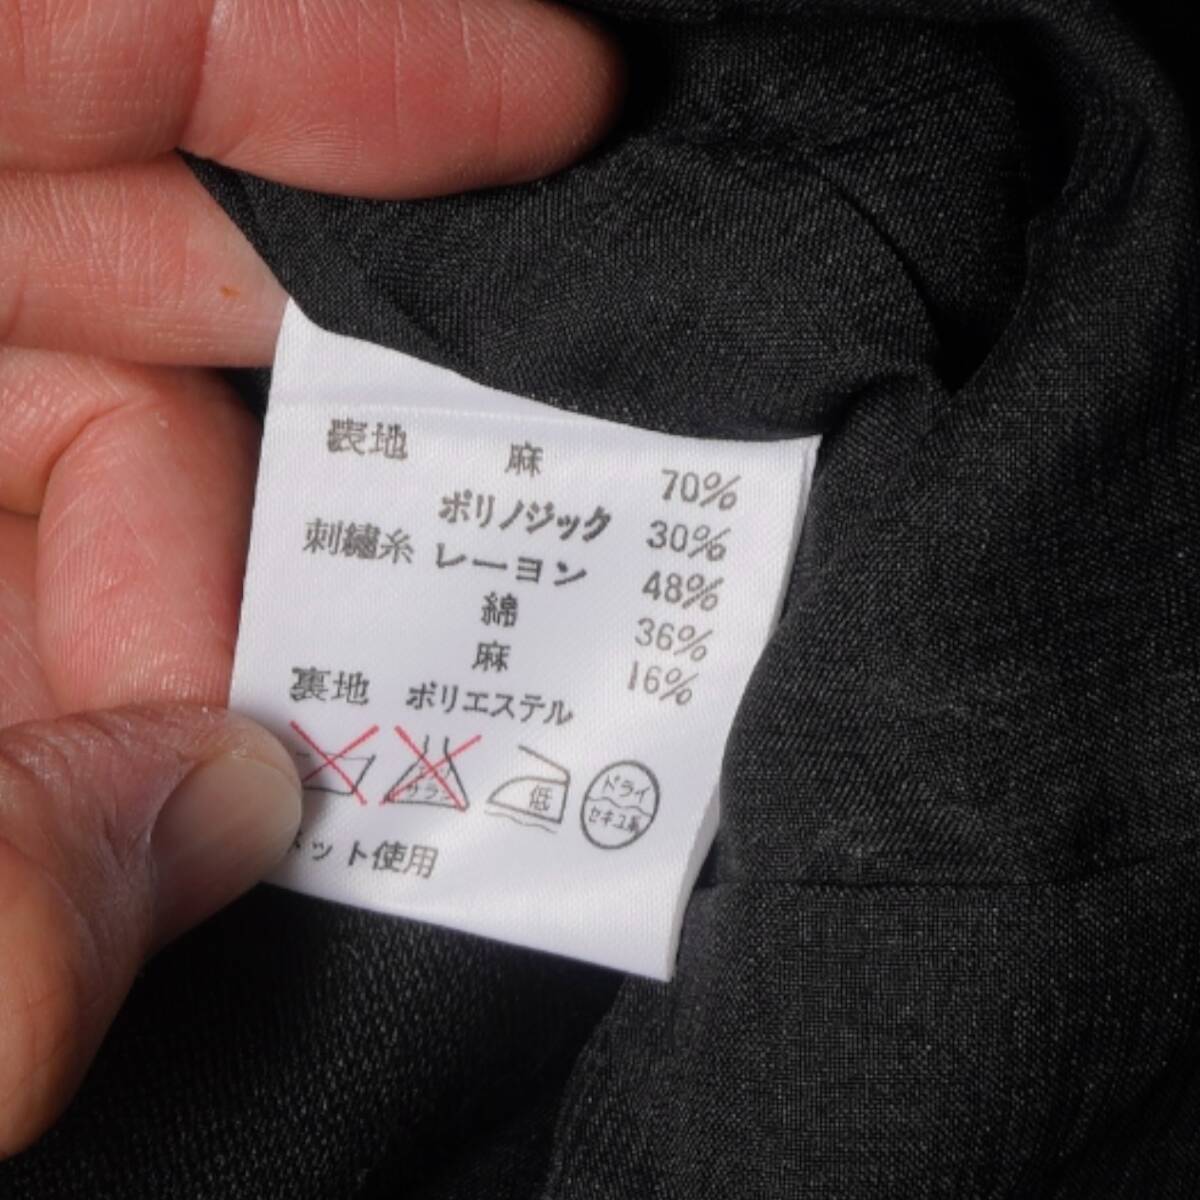 表地 麻 70%
ポリノジック 30%
刺繍糸 レーヨン 48%
綿 36%
麻 16%
裏地 ポリエステル
低
ドライ
セキユ系
ネット使用